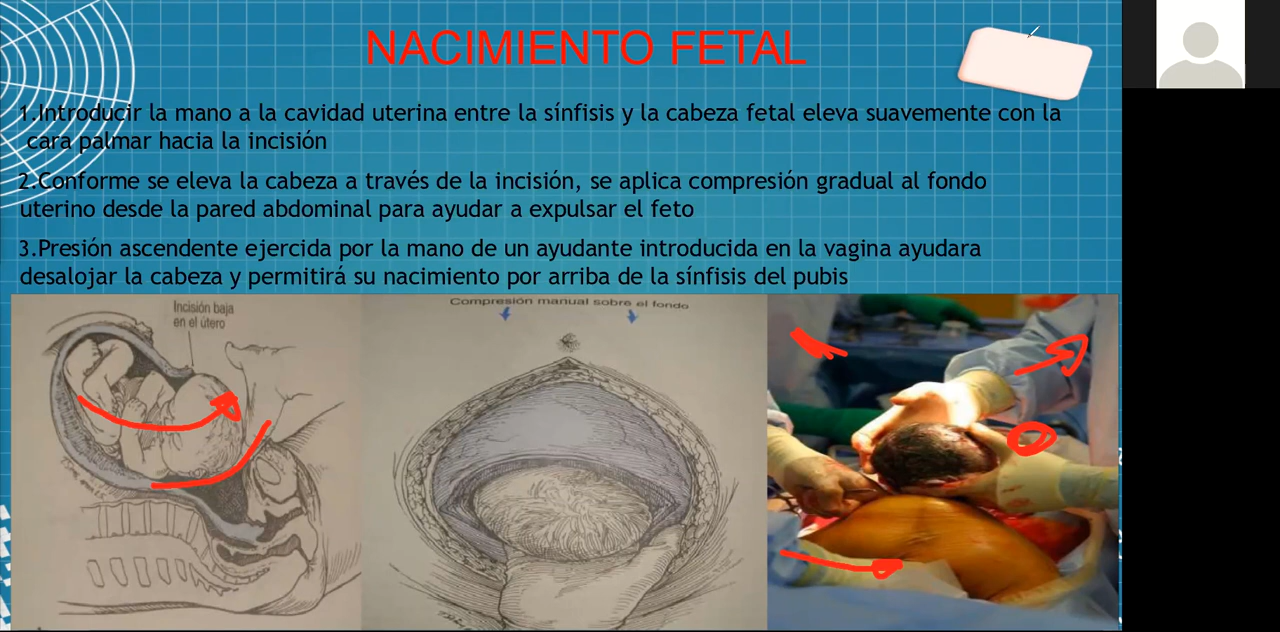 NACIMIENTO FETAL
1.Introducir la mano a la cavidad uterina entre la sínfisis y la cabeza fetal eleva suavemente con la
cara palmar hacia la incisión
2.Conforme se eleva la cabeza a través de la incisión, se aplica compresión gradual al fondo
uterino desde la pared abdominal para ayudar a expulsar el feto
3.Presión ascendente ejercida por la mano de un ayudante introducida en la vagina ayudara
desalojar la cabeza y permitirá su nacimiento por arriba de la sínfisis del pubis
Incisión baja
en el útero
Compresión manual sobre el fondo